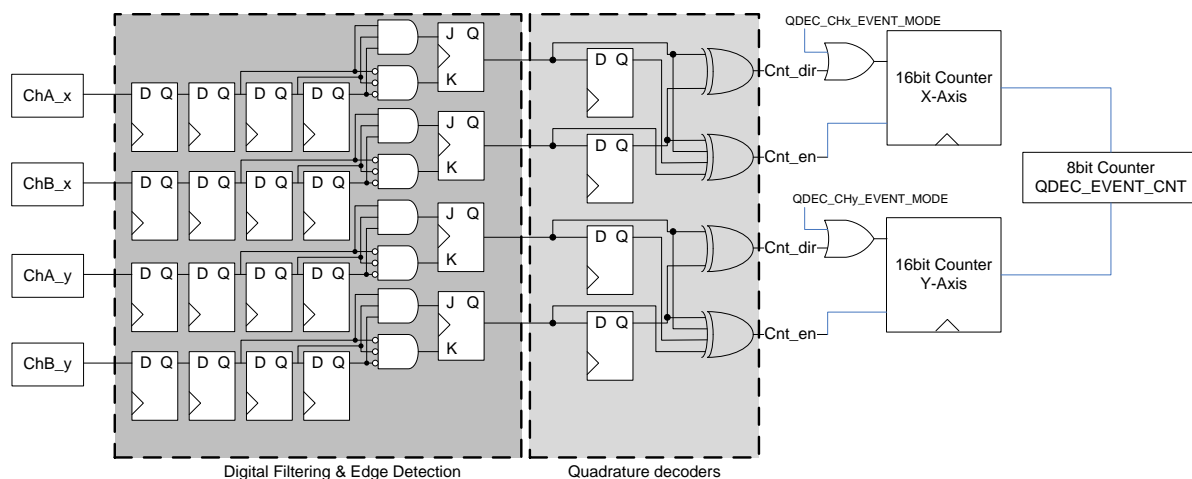 QDEC_CHx_EVENT_MODE
J Q
K
ChA_x
D Q D Q D Q D Q
D Q
Cnt_dir
16bit Counter
X-Axis
J Q
K
ChB_x
D Q D Q D Q D Q
D Q
Cnt_en
8bit Counter
QDEC_EVENT_CNT
QDEC_CHy_EVENT_MODE
J Q
K
ChA_y
D Q D Q D Q D Q
D Q
Cnt_dir
16bit Counter
Y-Axis
J Q
K
ChB_y
D Q D Q D Q D Q
D Q
Cnt_en
Digital Filtering & Edge Detection
Quadrature decoders